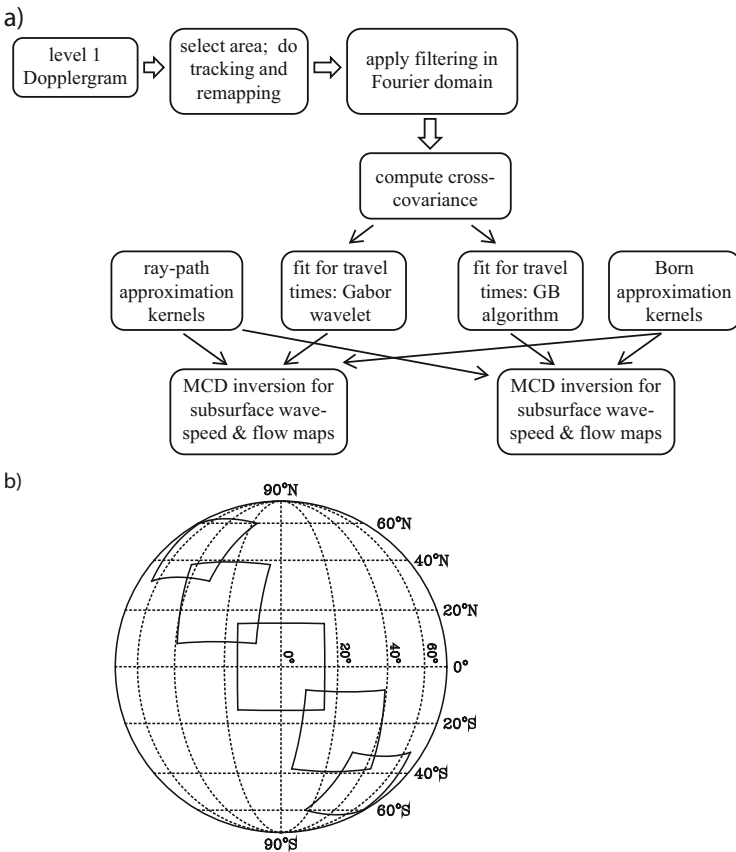 a)
level 1
Dopplergram
select area; do
tracking and
remapping
apply filtering in
Fourier domain
compute cross-
covariance
ray-path
approximation
kernels
fit for travel
times: Gabor
wavelet
fit for travel
times: GB
algorithm
Born
approximation
kernels
MCD inversion for
subsurface wave-
speed & flow maps
MCD inversion for
subsurface wave-
speed & flow maps
b)
90°N
60°N
40°N
20°N
0°
20°
40°
60°
0°
20°S
40°S
60°S
90°S